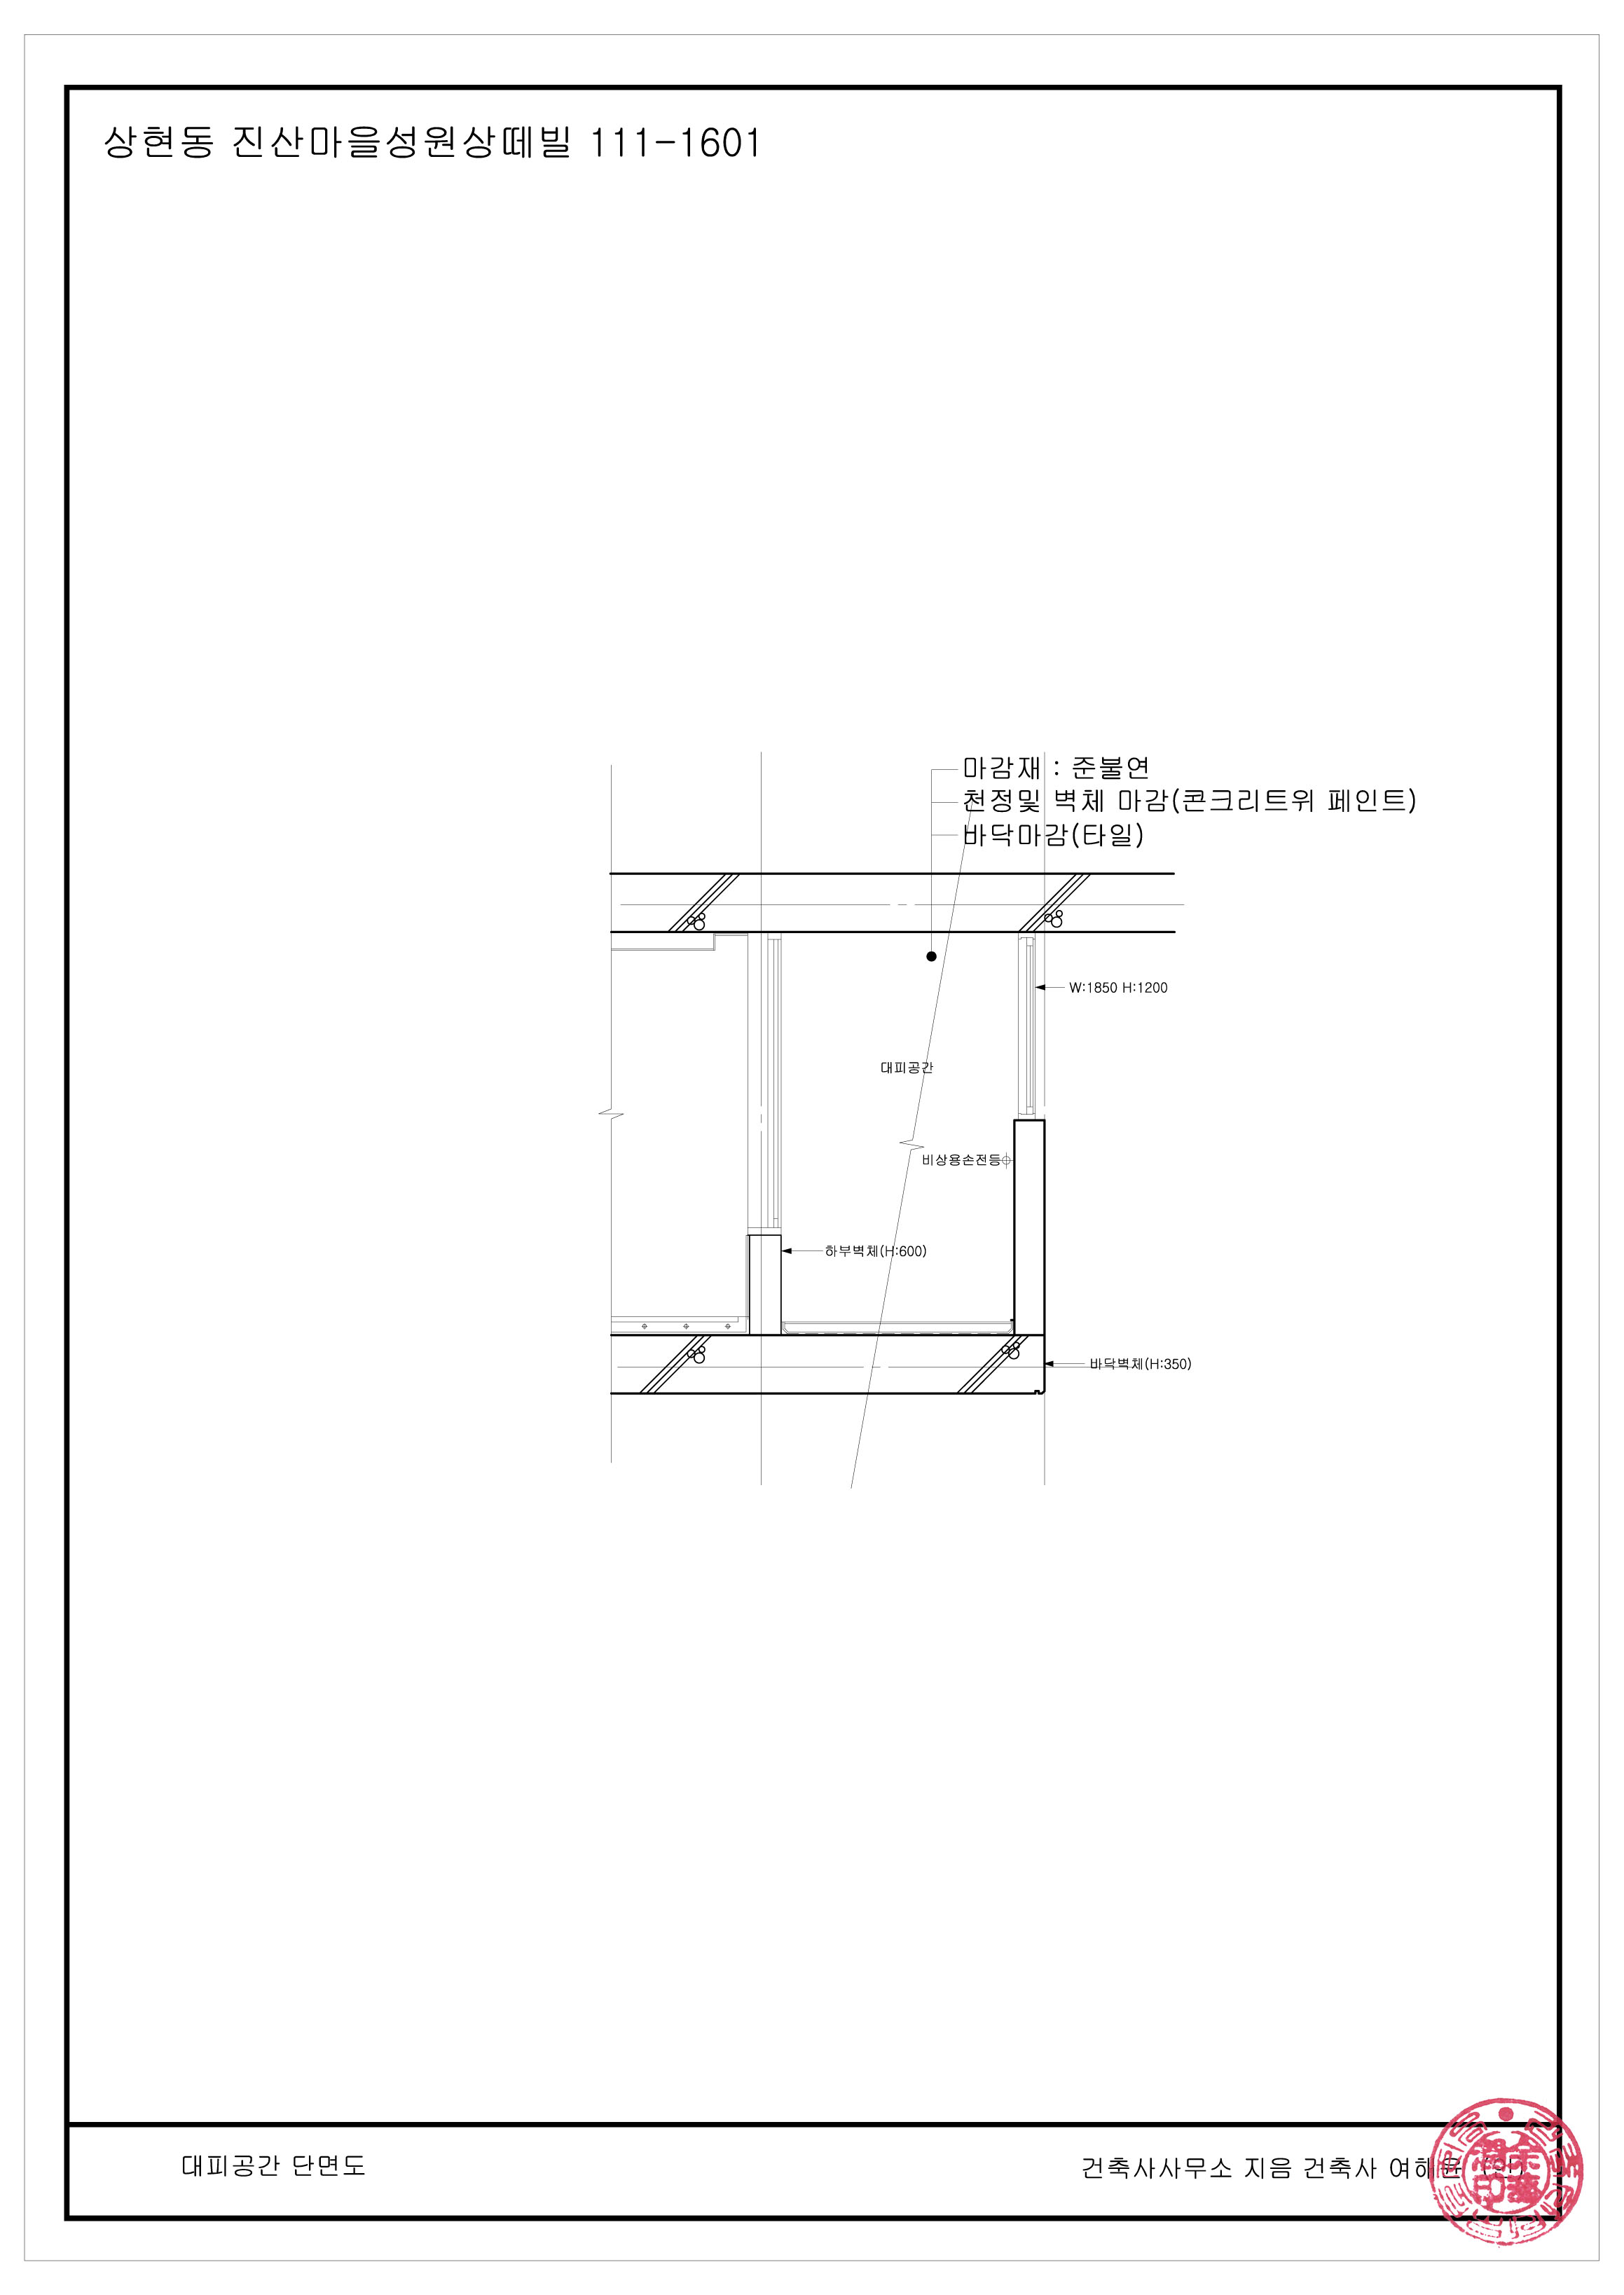 상현동 진산마을성원상떼빌 111-1601
마감재 : 준불연
천정및 벽체 마감(콘크리트위 페인트)
바닥마감(타일)
W:1850 H:1200
대피공간
비상용손전등
하부벽체(H:600)
바닥벽체(H:350)
대피공간 단면도
건축사사무소 지음 건축사